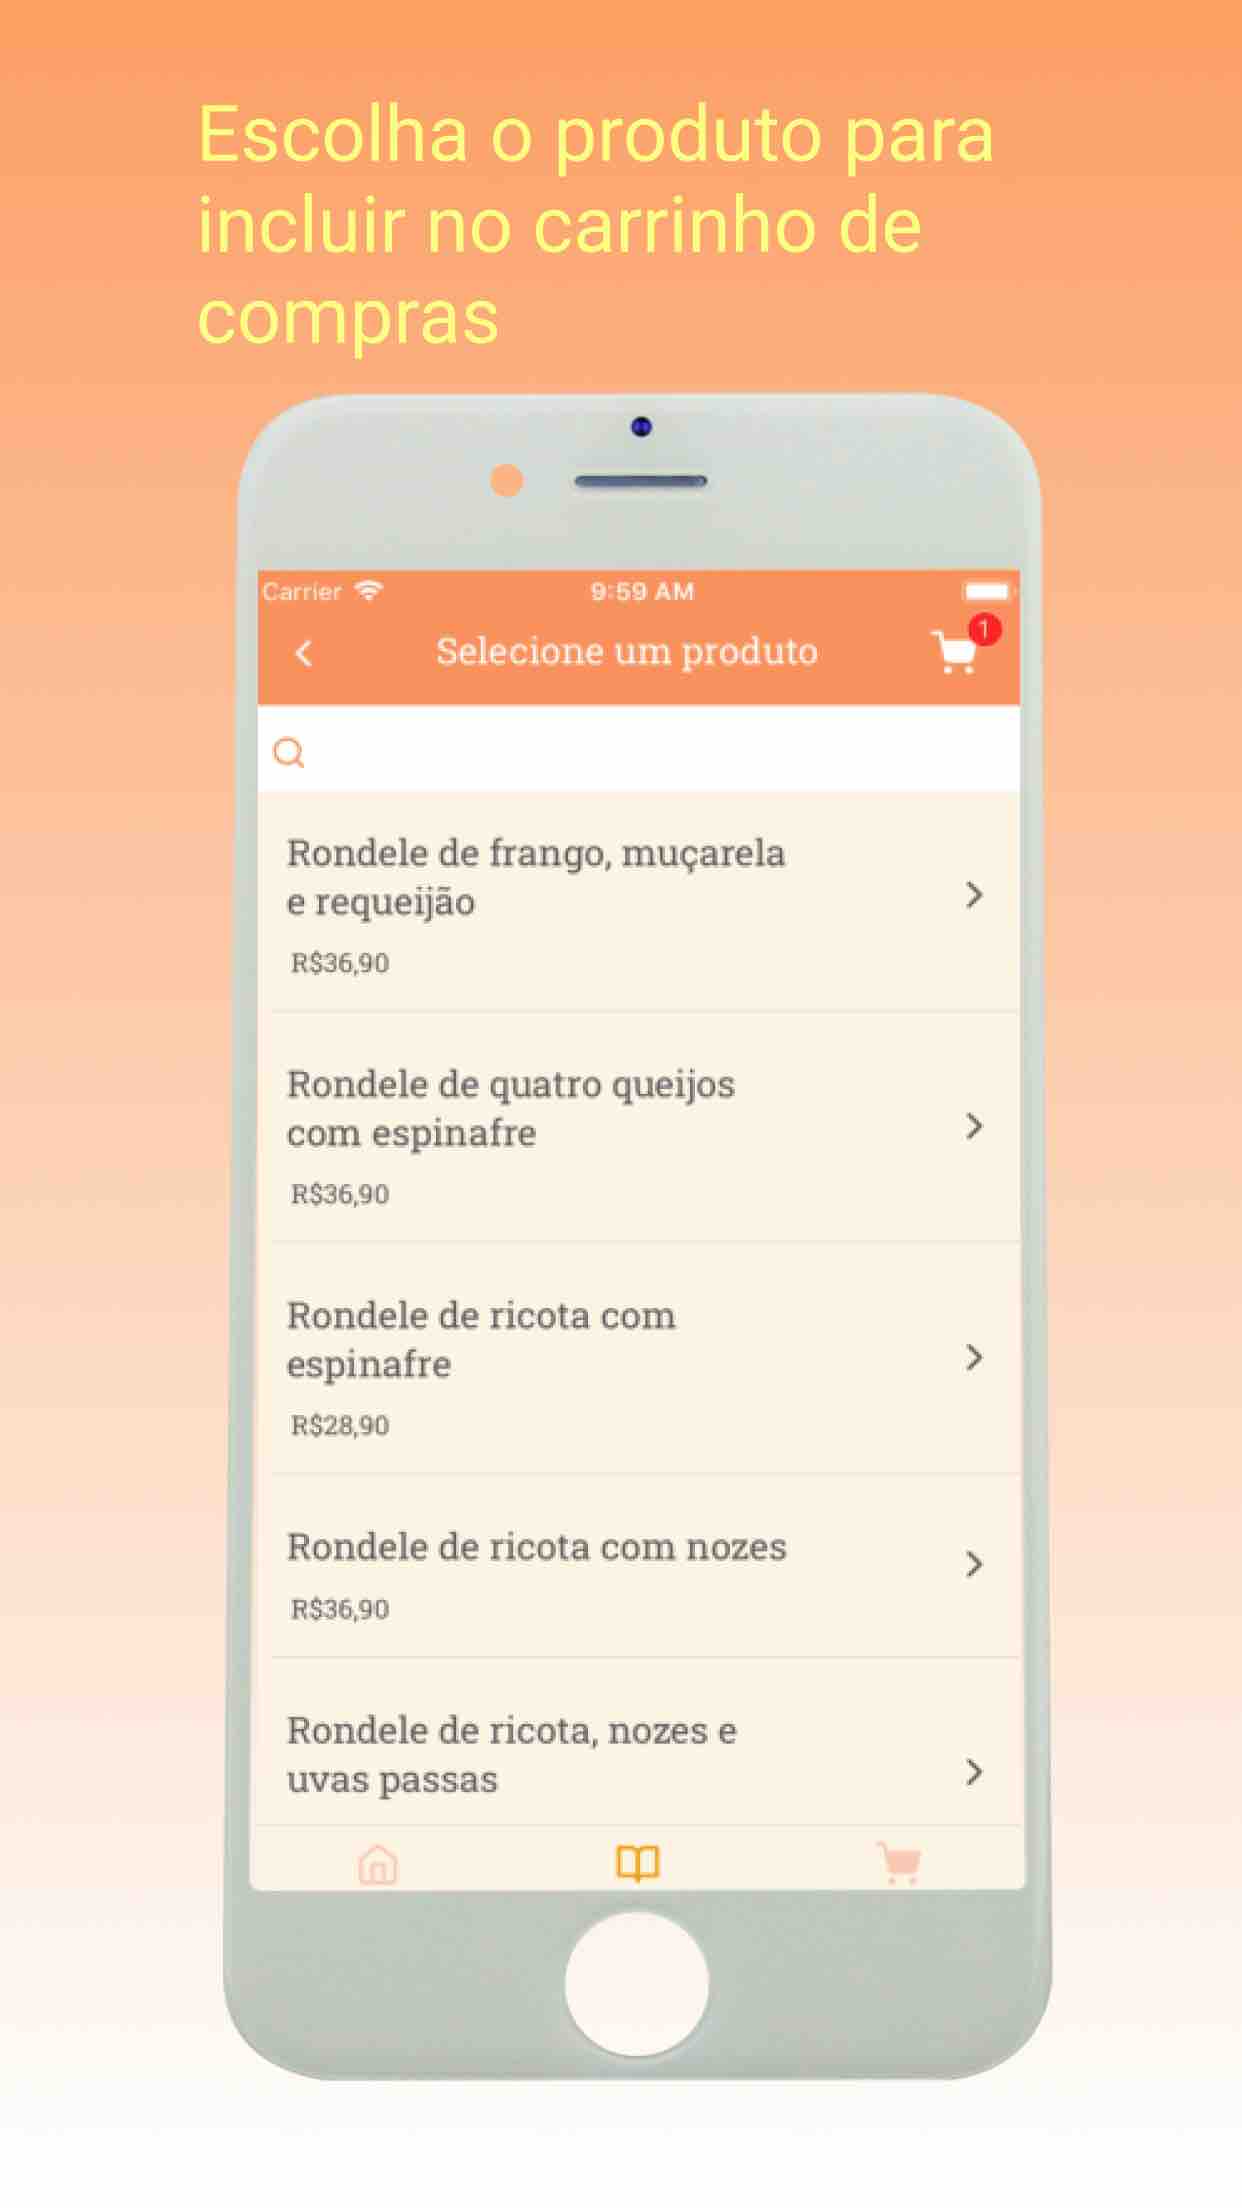 Escolha o produto para
incluir no carrinho de
compras
Carrier 9:59 AM
Selecione um produto 1
Rondele de frango, muçarela
e requeijão
R$36,90
Rondele de quatro queijos
com espinafre
R$36,90
Rondele de ricota com
espinafre
R$28,90
Rondele de ricota com nozes
R$36,90
Rondele de ricota, nozes e
uvas passas